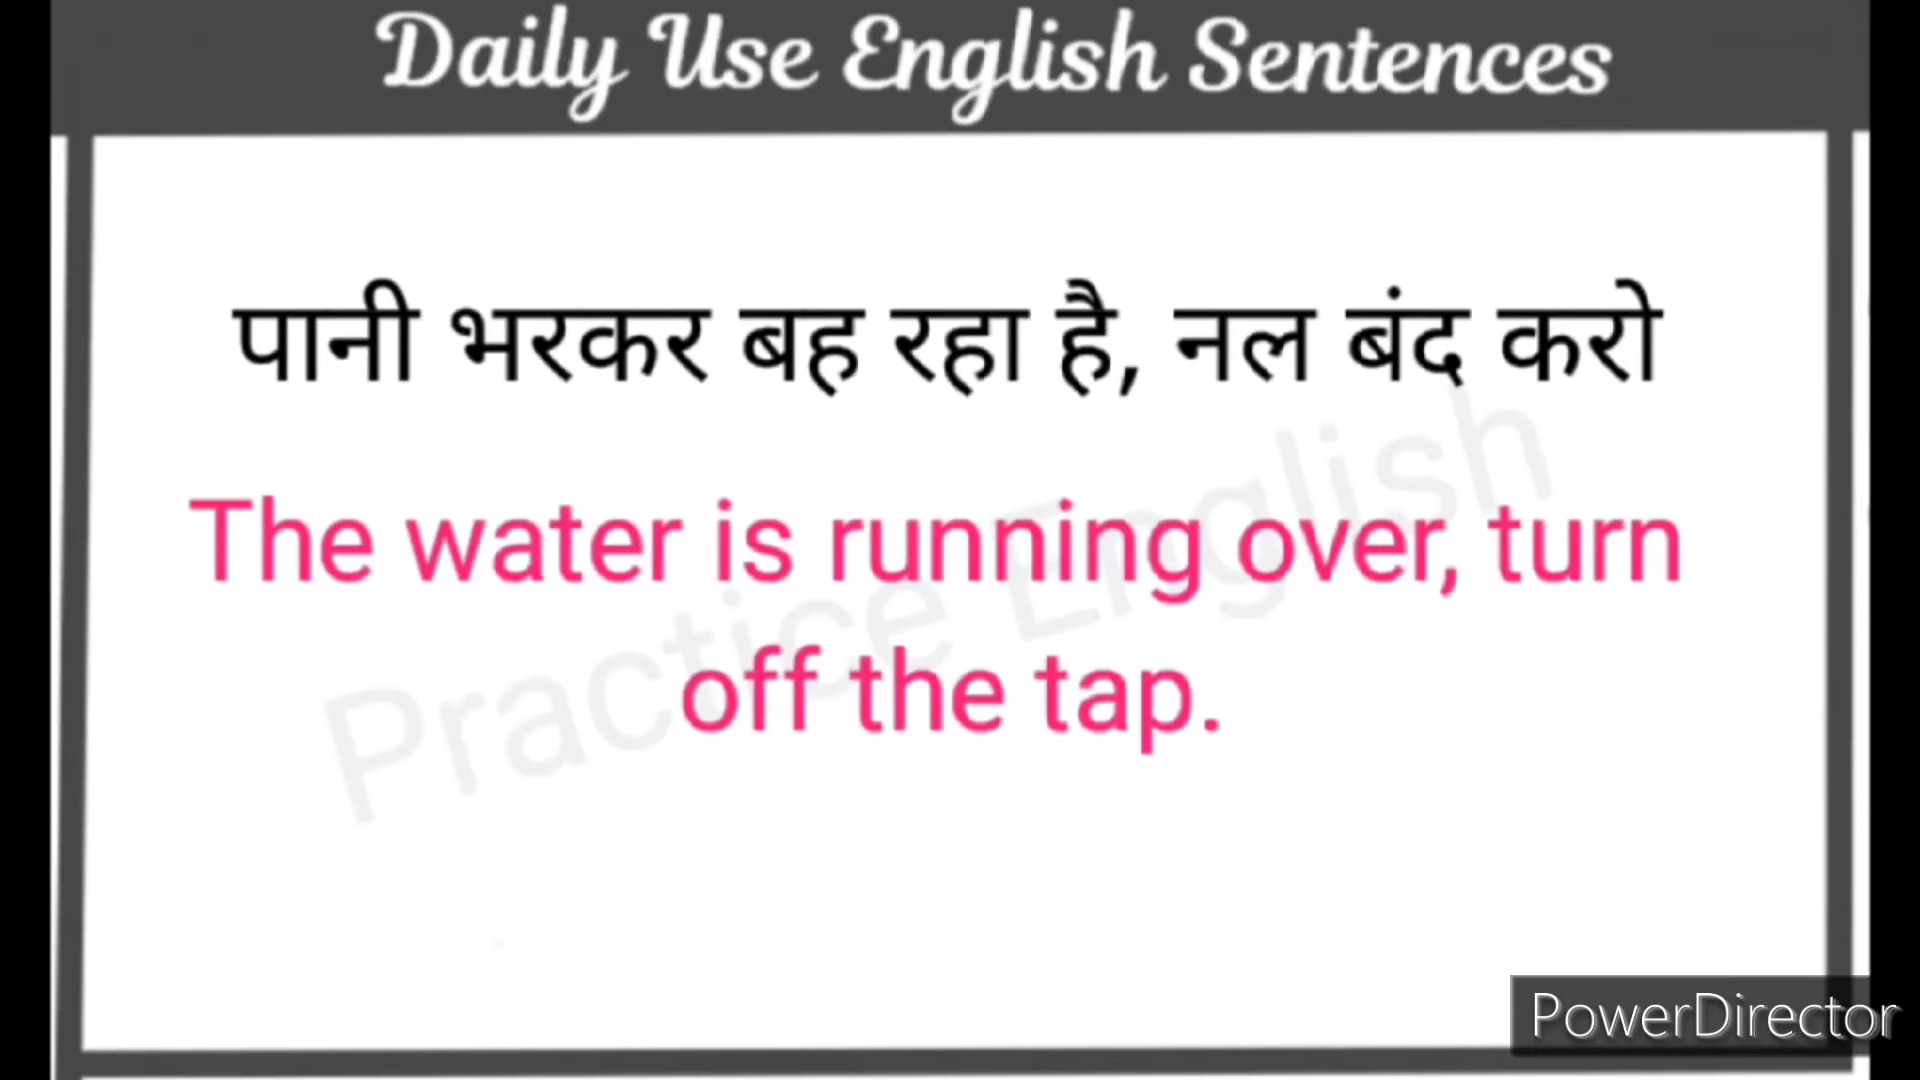 Daily Use English Sentences
पानी भरकर बह रहा है, नल बंद करो
The water is running over, turn
off the tap.
Practice English
PowerDirector